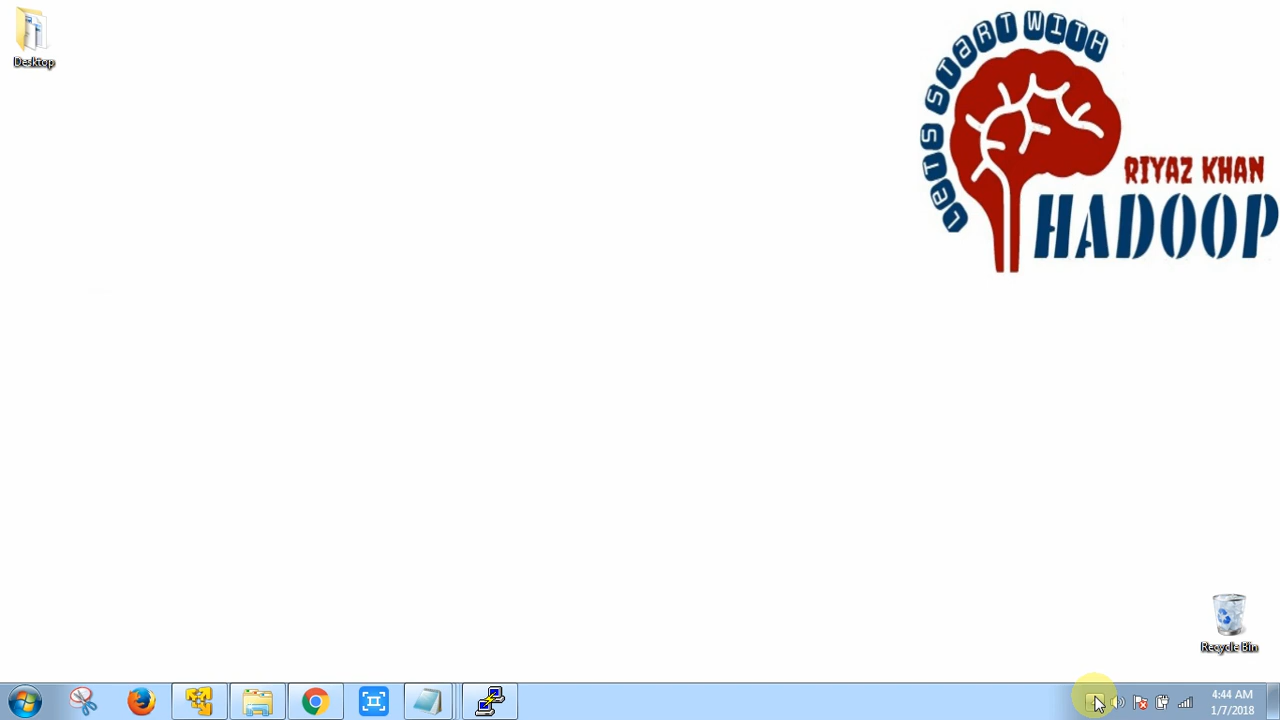 Desktop
LETS START WITH
RIYAZ KHAN
HADOOP
Recycle Bin
4:44 AM
1/7/2018